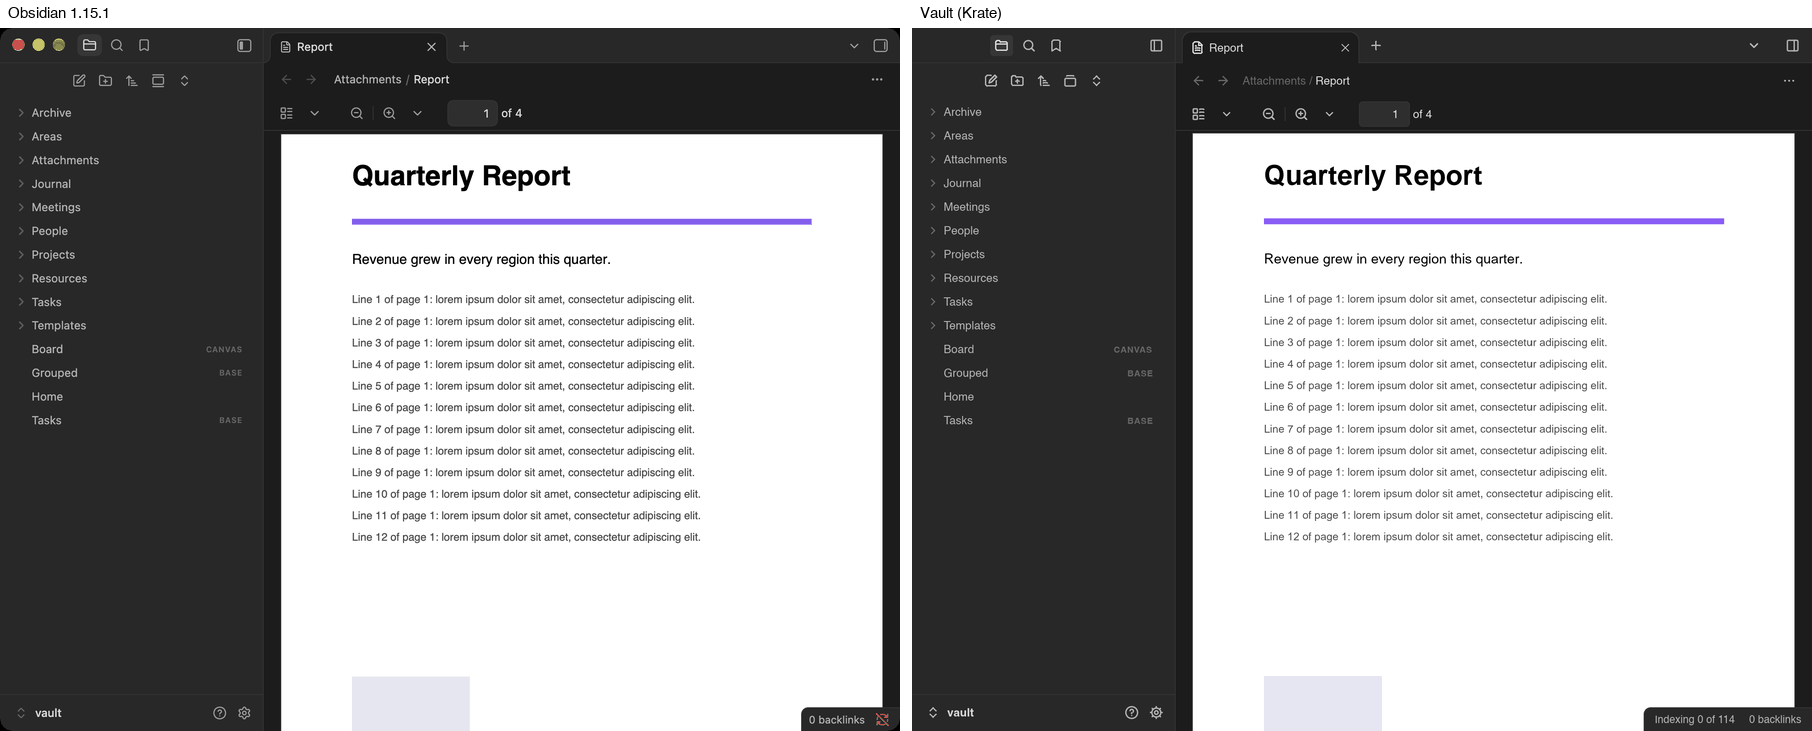 Obsidian 1.15.1
Report
Attachments / Report
1 of 4
Archive
Areas
Attachments
Journal
Meetings
People
Projects
Resources
Tasks
Templates
Board CANVAS
Grouped BASE
Home
Tasks BASE
vault
Quarterly Report
Revenue grew in every region this quarter.
Line 1 of page 1: lorem ipsum dolor sit amet, consectetur adipiscing elit.
Line 2 of page 1: lorem ipsum dolor sit amet, consectetur adipiscing elit.
Line 3 of page 1: lorem ipsum dolor sit amet, consectetur adipiscing elit.
Line 4 of page 1: lorem ipsum dolor sit amet, consectetur adipiscing elit.
Line 5 of page 1: lorem ipsum dolor sit amet, consectetur adipiscing elit.
Line 6 of page 1: lorem ipsum dolor sit amet, consectetur adipiscing elit.
Line 7 of page 1: lorem ipsum dolor sit amet, consectetur adipiscing elit.
Line 8 of page 1: lorem ipsum dolor sit amet, consectetur adipiscing elit.
Line 9 of page 1: lorem ipsum dolor sit amet, consectetur adipiscing elit.
Line 10 of page 1: lorem ipsum dolor sit amet, consectetur adipiscing elit.
Line 11 of page 1: lorem ipsum dolor sit amet, consectetur adipiscing elit.
Line 12 of page 1: lorem ipsum dolor sit amet, consectetur adipiscing elit.
0 backlinks
Vault (Krate)
Report
Attachments / Report
1 of 4
Archive
Areas
Attachments
Journal
Meetings
People
Projects
Resources
Tasks
Templates
Board CANVAS
Grouped BASE
Home
Tasks BASE
vault
Quarterly Report
Revenue grew in every region this quarter.
Line 1 of page 1: lorem ipsum dolor sit amet, consectetur adipiscing elit.
Line 2 of page 1: lorem ipsum dolor sit amet, consectetur adipiscing elit.
Line 3 of page 1: lorem ipsum dolor sit amet, consectetur adipiscing elit.
Line 4 of page 1: lorem ipsum dolor sit amet, consectetur adipiscing elit.
Line 5 of page 1: lorem ipsum dolor sit amet, consectetur adipiscing elit.
Line 6 of page 1: lorem ipsum dolor sit amet, consectetur adipiscing elit.
Line 7 of page 1: lorem ipsum dolor sit amet, consectetur adipiscing elit.
Line 8 of page 1: lorem ipsum dolor sit amet, consectetur adipiscing elit.
Line 9 of page 1: lorem ipsum dolor sit amet, consectetur adipiscing elit.
Line 10 of page 1: lorem ipsum dolor sit amet, consectetur adipiscing elit.
Line 11 of page 1: lorem ipsum dolor sit amet, consectetur adipiscing elit.
Line 12 of page 1: lorem ipsum dolor sit amet, consectetur adipiscing elit.
Indexing 0 of 114 0 backlinks